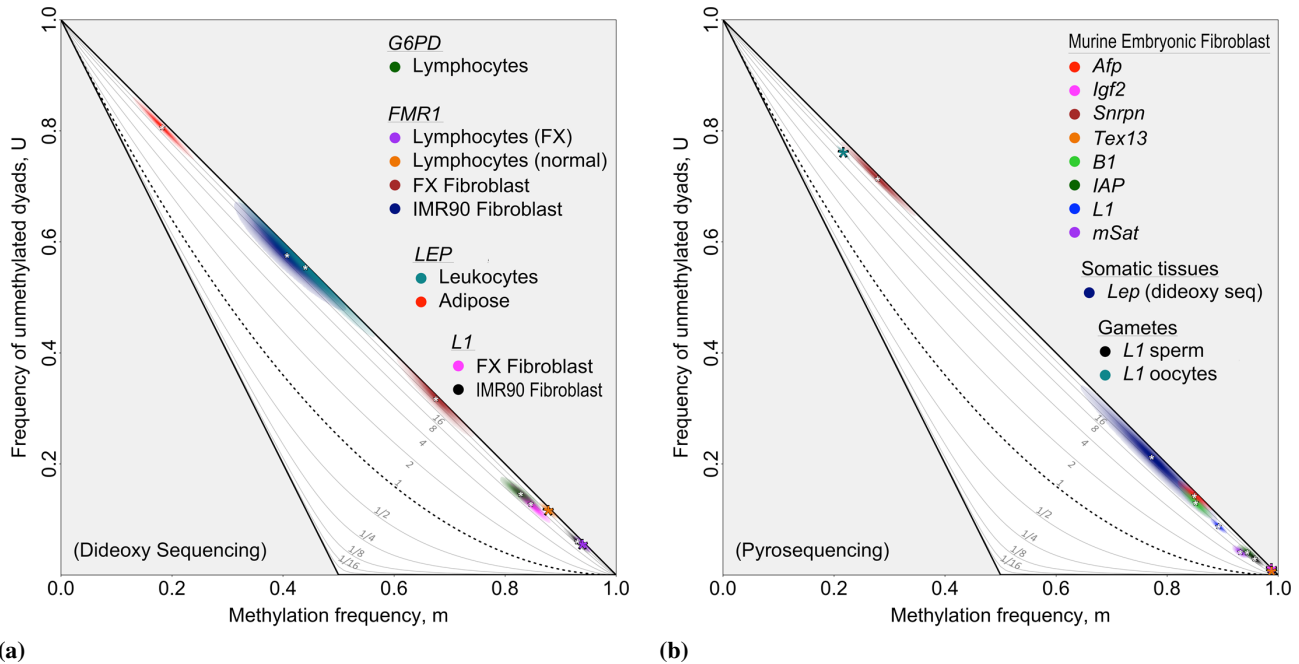 G6PD
Lymphocytes
FMR1
Lymphocytes (FX)
Lymphocytes (normal)
FX Fibroblast
IMR90 Fibroblast
LEP
Leukocytes
Adipose
L1
FX Fibroblast
IMR90 Fibroblast
16
8
4
2
1
1/2
1/4
1/8
1/16
(Dideoxy Sequencing)
Frequency of unmethylated dyads, U
1.0
0.8
0.6
0.4
0.2
0.0
0.2
0.4
0.6
0.8
1.0
Methylation frequency, m
(a)
Murine Embryonic Fibroblast
Afp
Igf2
Snrpn
Tex13
B1
IAP
L1
mSat
Somatic tissues
Lep (dideoxy seq)
Gametes
L1 sperm
L1 oocytes
16
8
4
2
1
1/2
1/4
1/8
1/16
(Pyrosequencing)
Frequency of unmethylated dyads, U
1.0
0.8
0.6
0.4
0.2
0.0
0.2
0.4
0.6
0.8
1.0
Methylation frequency, m
(b)